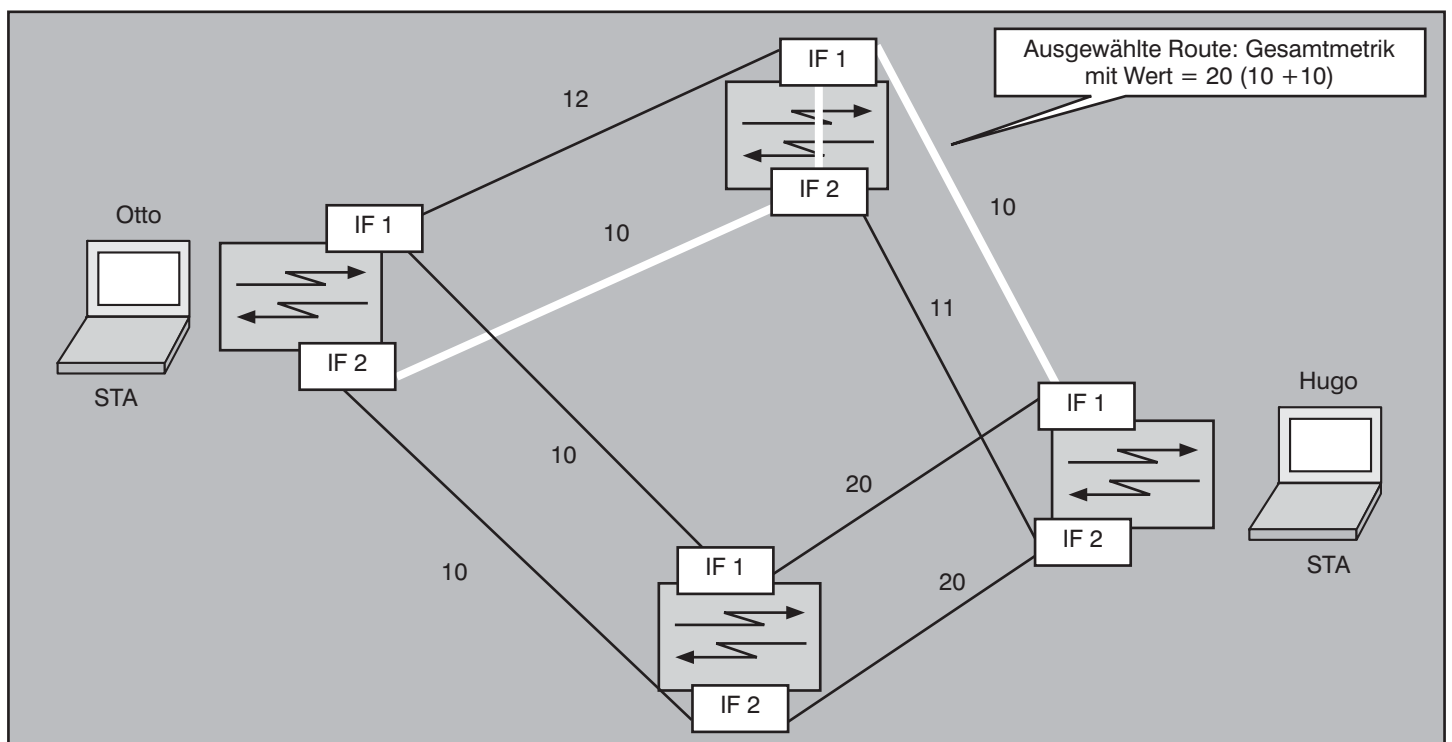 IF 1
Ausgewählte Route: Gesamtmetrik
mit Wert = 20 (10 +10)
12
IF 2
10
Otto
IF 1
10
11
IF 2
STA
Hugo
IF 1
10
20
IF 2
STA
IF 1
10
20
IF 2